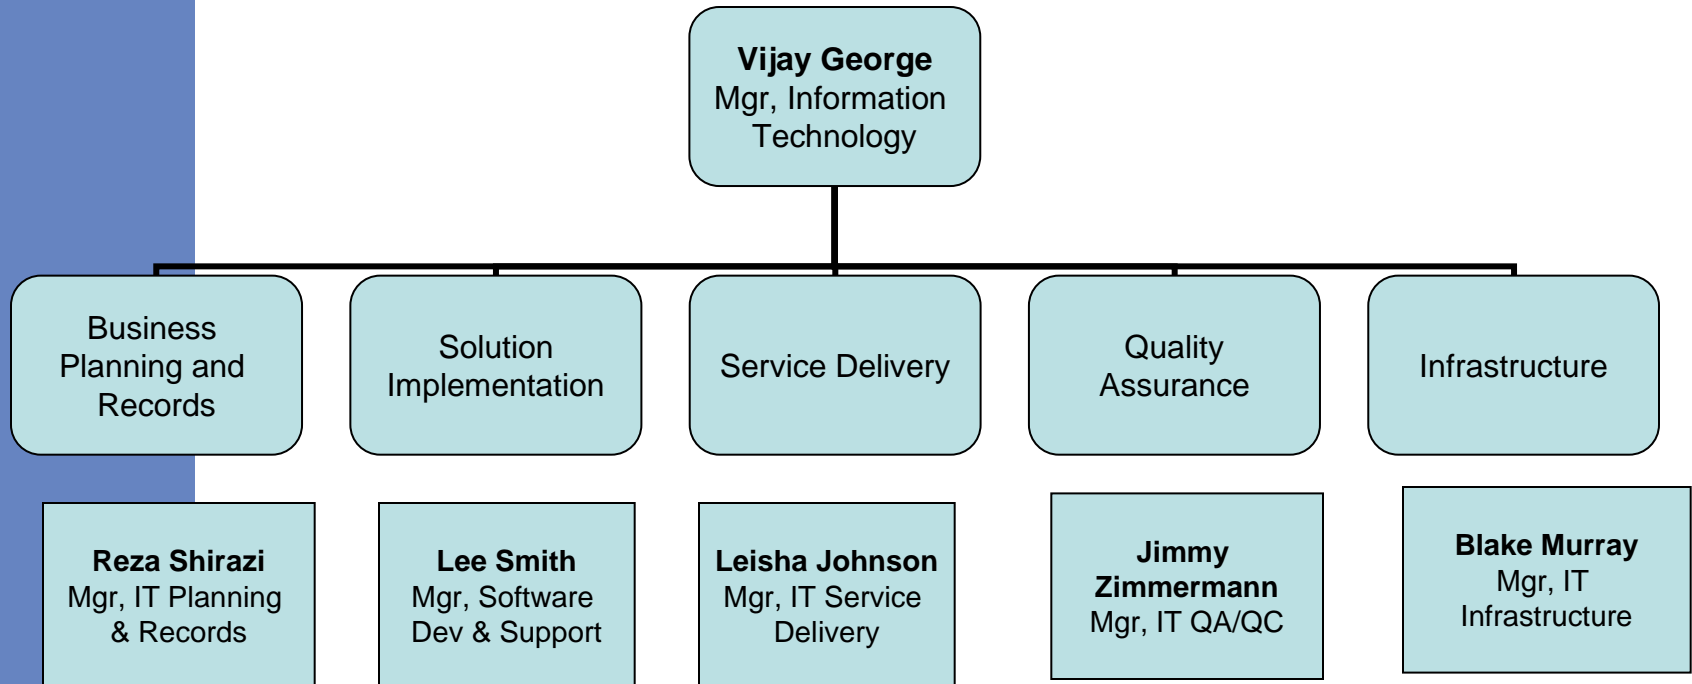 Vijay George
Mgr, Information
Technology
Business
Planning and
Records
Solution
Implementation
Service Delivery
Quality
Assurance
Infrastructure
Reza Shirazi
Mgr, IT Planning
& Records
Lee Smith
Mgr, Software
Dev & Support
Leisha Johnson
Mgr, IT Service
Delivery
Jimmy
Zimmermann
Mgr, IT QA/QC
Blake Murray
Mgr, IT
Infrastructure